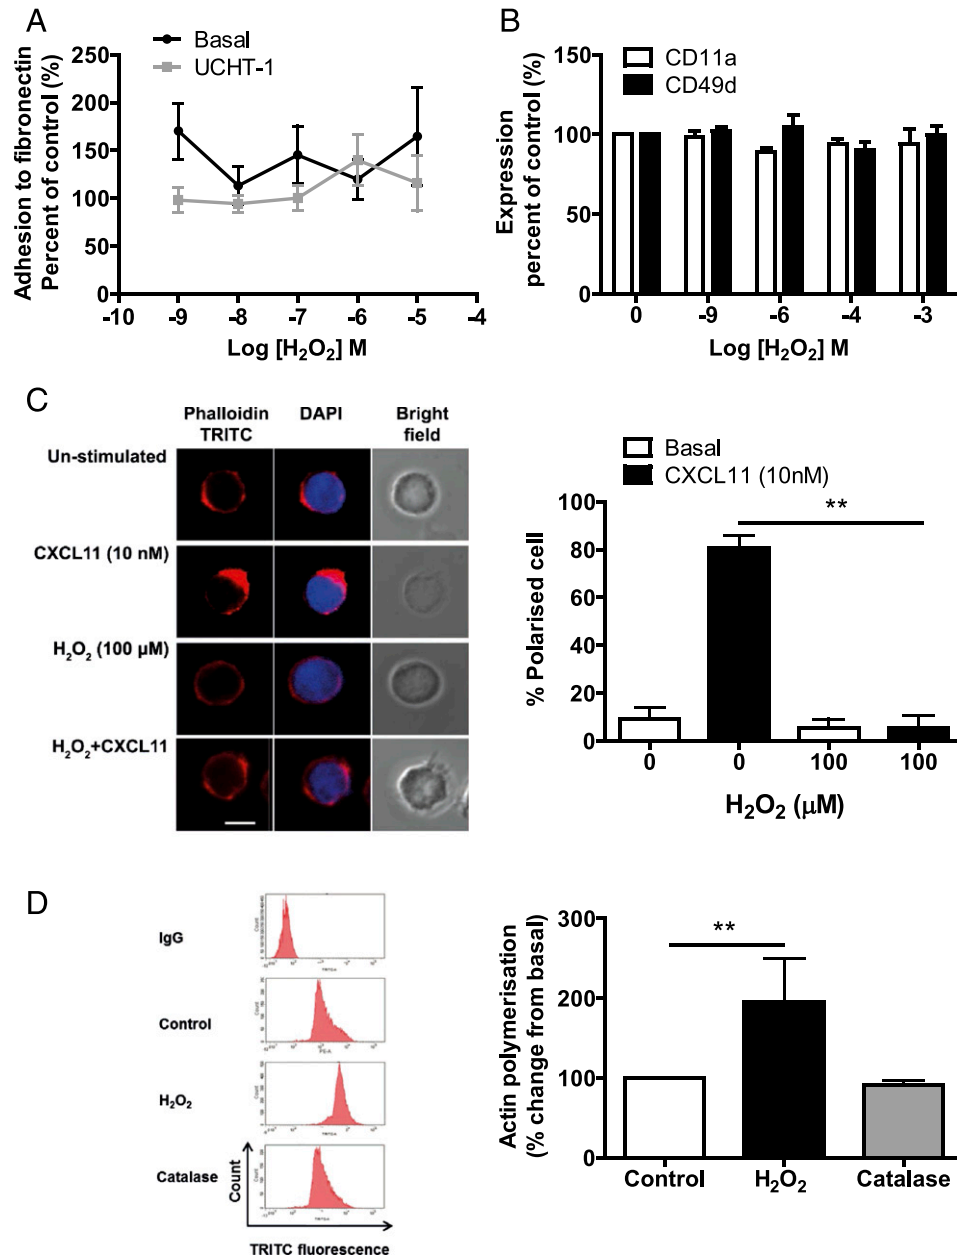 A
Basal
UCHT-1
Adhesion to fibronectin
Percent of control (%)
250
200
150
100
50
0
-10 -9 -8 -7 -6 -5 -4
Log [H₂O₂] M
B
CD11a
CD49d
Expression
percent of control (%)
150
100
50
0
0 -9 -6 -4 -3
Log [H₂O₂] M
C
Phalloidin
TRITC
DAPI
Bright
field
Un-stimulated
CXCL11 (10 nM)
H₂O₂ (100 µM)
H₂O₂+CXCL11
Basal
CXCL11 (10nM)
% Polarised cell
100
80
60
40
20
0
**
0 0 100 100
H₂O₂ (µM)
D
IgG
Control
H₂O₂
Catalase
Count
TRITC fluorescence
Actin polymerisation
(% change from basal)
300
200
100
0
**
Control H₂O₂ Catalase